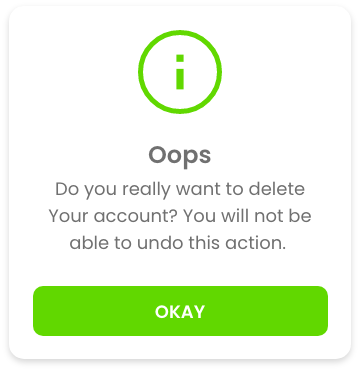 Oops
Do you really want to delete
Your account? You will not be
able to undo this action.
OKAY